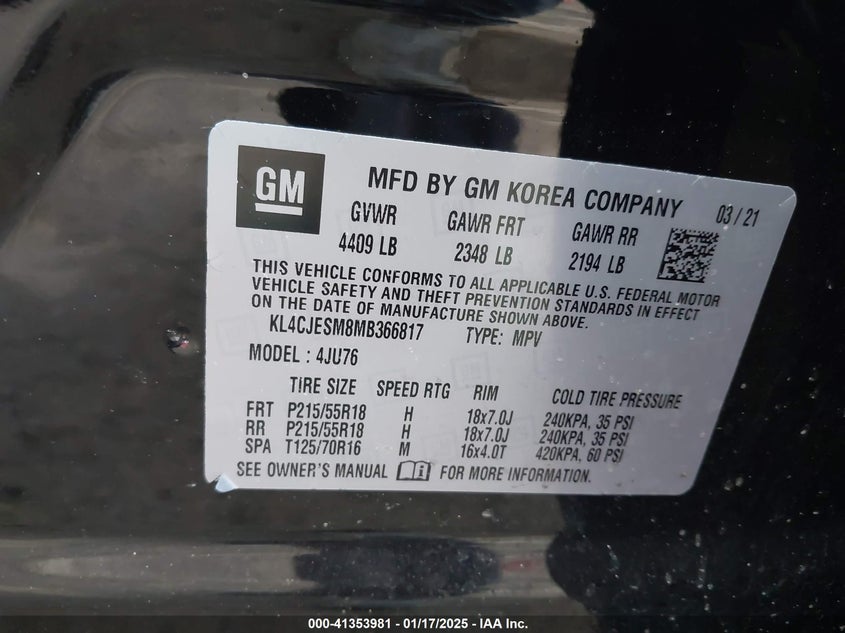 GM
MFD BY GM KOREA COMPANY 03 / 21
GVWR GAWR FRT GAWR RR
4409 LB 2348 LB 2194 LB
THIS VEHICLE CONFORMS TO ALL APPLICABLE U.S. FEDERAL MOTOR
VEHICLE SAFETY AND THEFT PREVENTION STANDARDS IN EFFECT
ON THE DATE OF MANUFACTURE SHOWN ABOVE.
KL4CJESM8MB366817 TYPE: MPV
MODEL : 4JU76
TIRE SIZE SPEED RTG RIM COLD TIRE PRESSURE
FRT P215/55R18 H 18x7.0J 240KPA, 35 PSI
RR P215/55R18 H 18x7.0J 240KPA, 35 PSI
SPA T125/70R16 M 16x4.0T 420KPA, 60 PSI
SEE OWNER'S MANUAL FOR MORE INFORMATION.
000-41353981 - 01/17/2025 - IAA Inc.